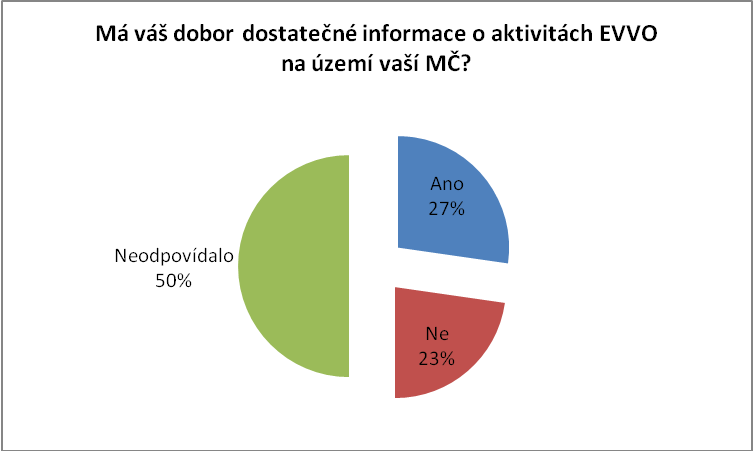 Má váš dobor dostatečné informace o aktivitách EVVO
na území vaší MČ?
Ano
27%
Neodpovídalo
50%
Ne
23%